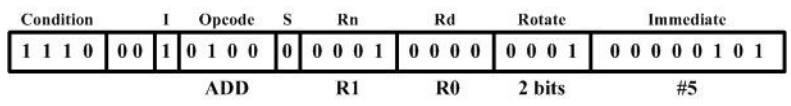 Condition I Opcode S Rn Rd Rotate Immediate
1 1 1 0 0 0 1 0 1 0 0 0 0 0 0 1 0 0 0 0 0 0 0 1 0 0 0 0 0 1 0 1
ADD R1 R0 2 bits #5